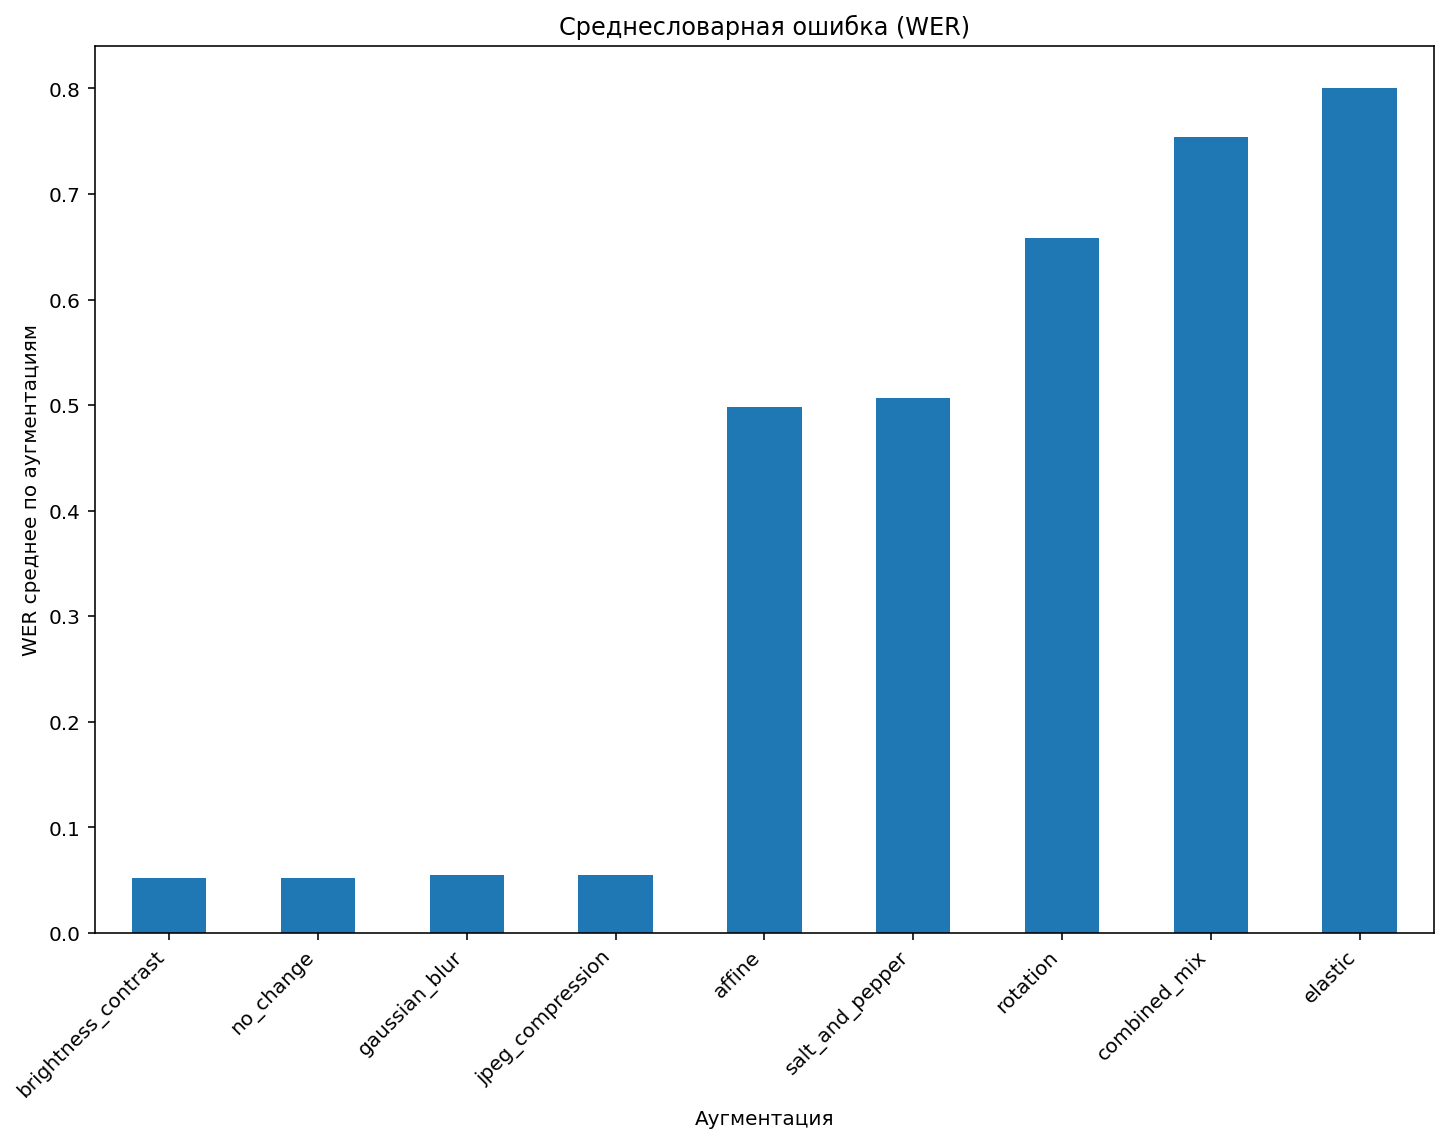 Среднесловарная ошибка (WER)
WER среднее по аугментациям
0.8
0.7
0.6
0.5
0.4
0.3
0.2
0.1
0.0
brightness_contrast
no_change
gaussian_blur
jpeg_compression
affine
salt_and_pepper
rotation
combined_mix
elastic
Аугментация